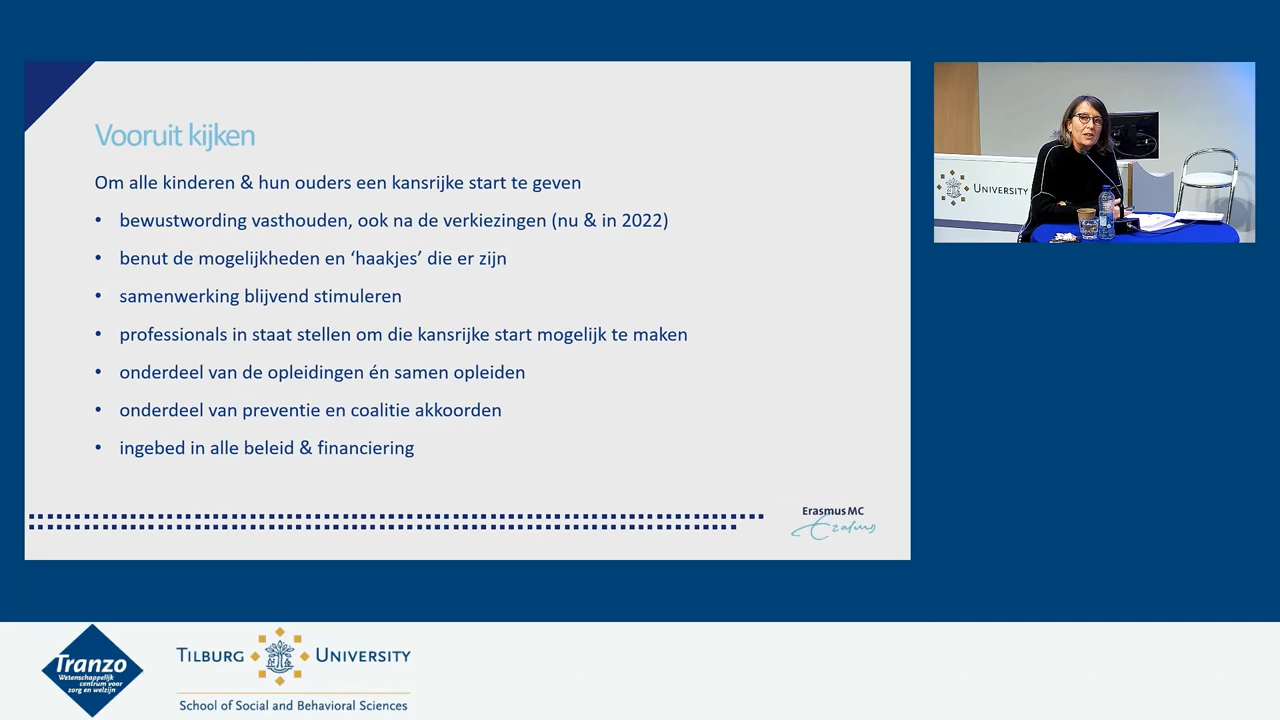 Vooruit kijken
Om alle kinderen & hun ouders een kansrijke start te geven
• bewustwording vasthouden, ook na de verkiezingen (nu & in 2022)
• benut de mogelijkheden en ‘haakjes’ die er zijn
• samenwerking blijvend stimuleren
• professionals in staat stellen om die kansrijke start mogelijk te maken
• onderdeel van de opleidingen én samen opleiden
• onderdeel van preventie en coalitie akkoorden
• ingebed in alle beleid & financiering
Erasmus MC
Erasmus
UNIVERSITY
Tranzo
Wetenschappelijk
centrum voor
zorg en welzijn
TILBURG UNIVERSITY
School of Social and Behavioral Sciences